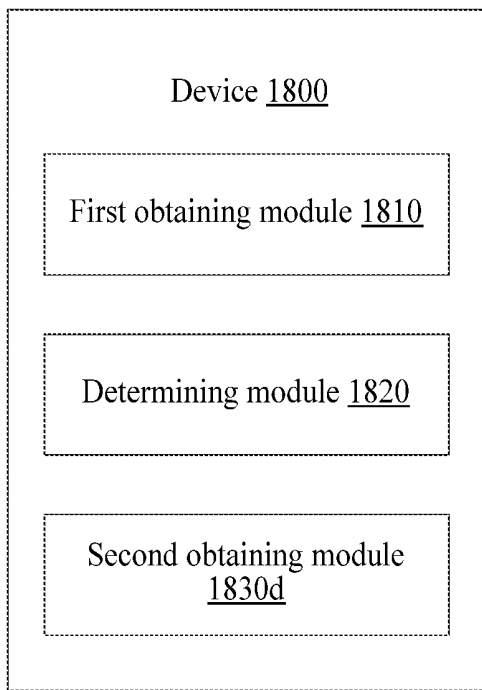 Device 1800
First obtaining module 1810
Determining module 1820
Second obtaining module
1830d